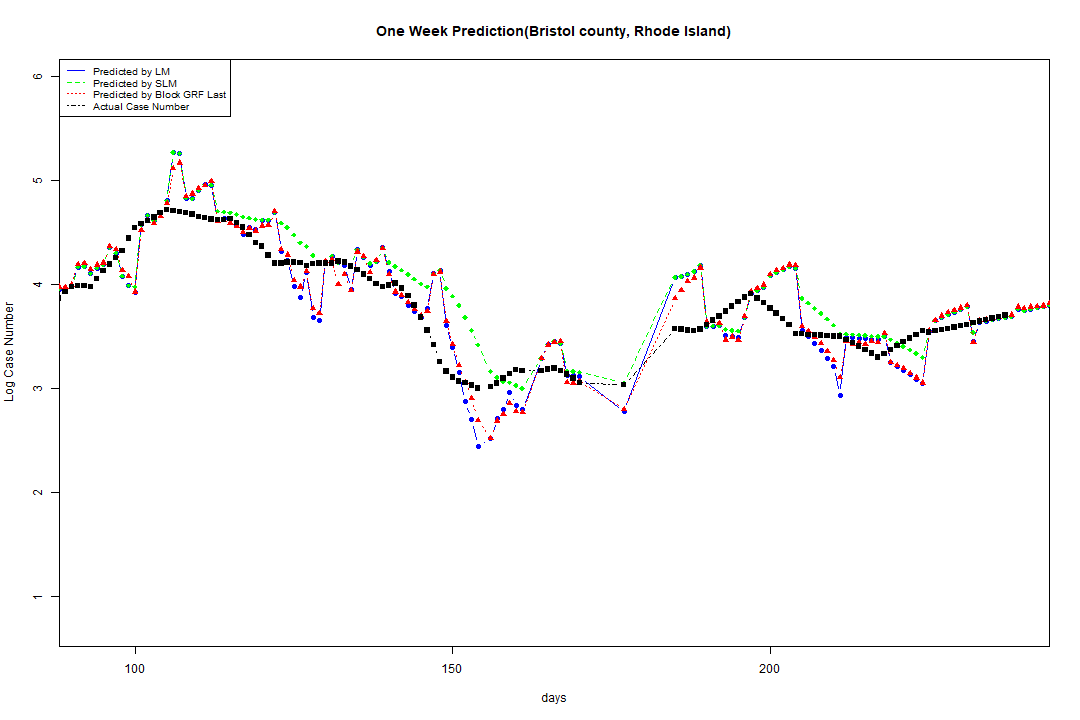 One Week Prediction(Bristol county, Rhode Island)
Predicted by LM
Predicted by SLM
Predicted by Block GRF Last
Actual Case Number
6
5
4
3
2
1
Log Case Number
100 150 200
days